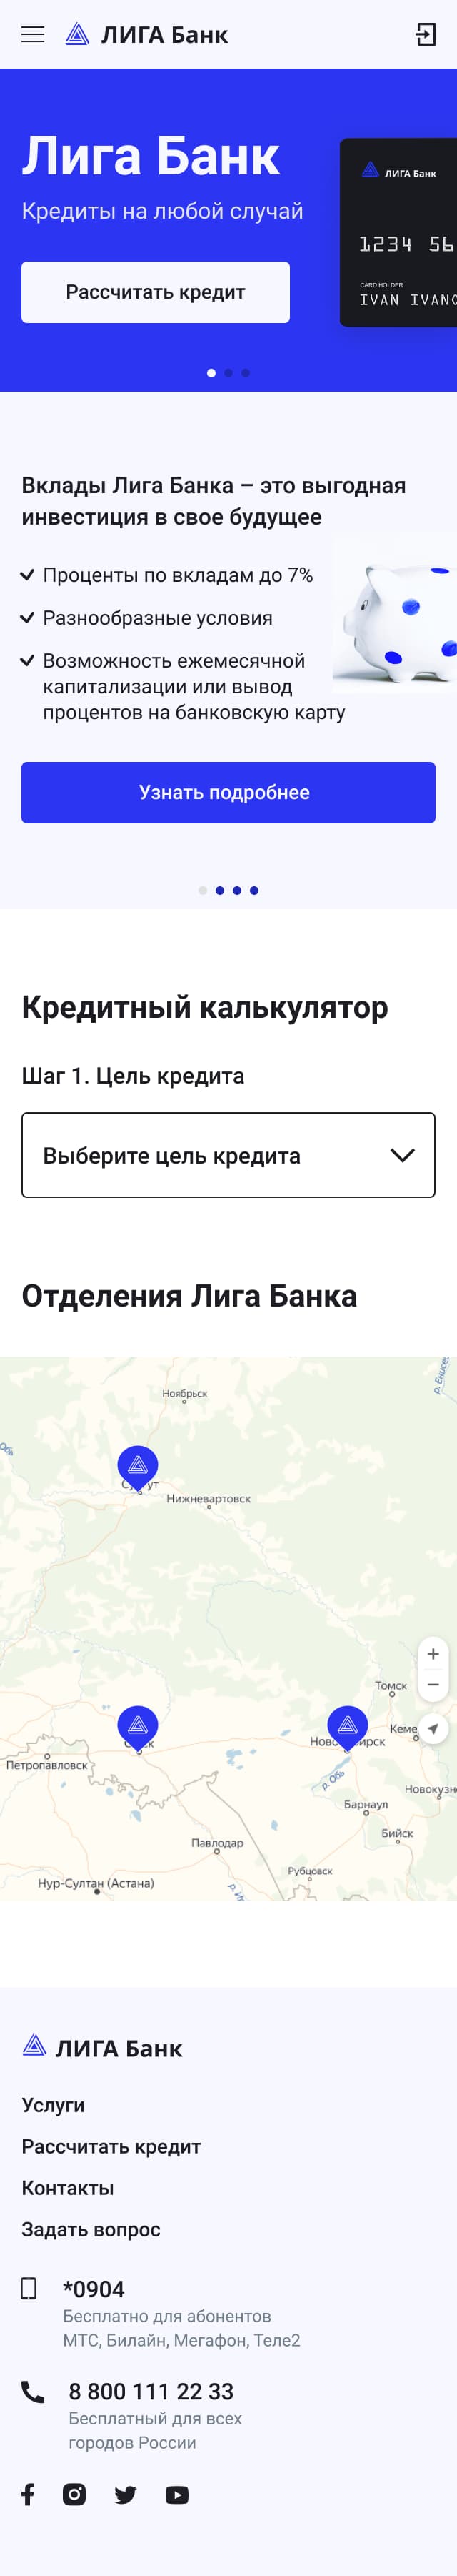 ЛИГА Банк
Лига Банк
Кредиты на любой случай
Рассчитать кредит
ЛИГА Банк
1234 56
CARD HOLDER
IVAN IVANO
Вклады Лига Банка – это выгодная
инвестиция в свое будущее
Проценты по вкладам до 7%
Разнообразные условия
Возможность ежемесячной
капитализации или вывод
процентов на банковскую карту
Узнать подробнее
Кредитный калькулятор
Шаг 1. Цель кредита
Выберите цель кредита
Отделения Лига Банка
р. Енисе
Ноябрьск
Обь
Нижневартовск
Томск
Кеме
Петропавловск
р. Обь
Новокузн
Барнаул
Бийск
Павлодар
Рубцовск
Нур-Султан (Астана)
ЛИГА Банк
Услуги
Рассчитать кредит
Контакты
Задать вопрос
*0904
Бесплатно для абонентов
МТС, Билайн, Мегафон, Теле2
8 800 111 22 33
Бесплатный для всех
городов России